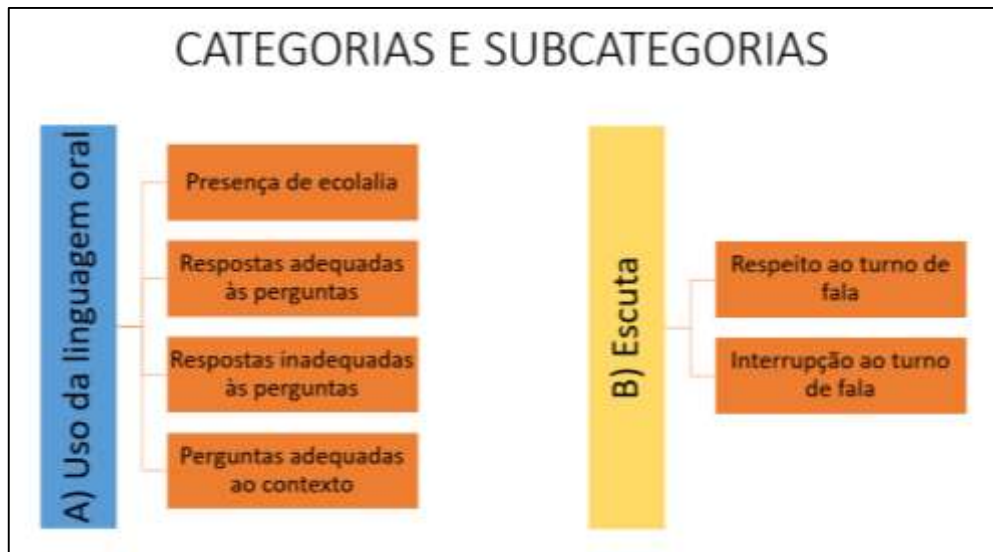 CATEGORIAS E SUBCATEGORIAS
A) Uso da linguagem oral
Presença de ecolalia
Respostas adequadas
às perguntas
Respostas inadequadas
às perguntas
Perguntas adequadas
ao contexto
B) Escuta
Respeito ao turno de
fala
Interrupção ao turno
de fala